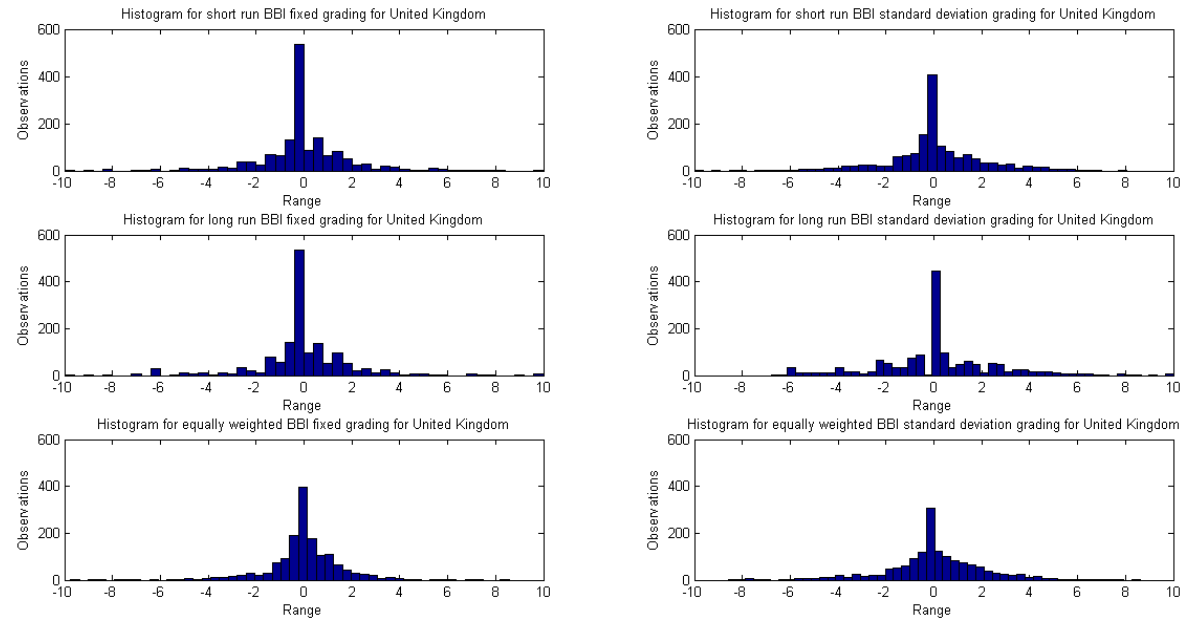 Histogram for short run BBI fixed grading for United Kingdom
600
400
200
0
Observations
-10 -8 -6 -4 -2 0 2 4 6 8 10
Range
Histogram for short run BBI standard deviation grading for United Kingdom
600
400
200
0
Observations
-10 -8 -6 -4 -2 0 2 4 6 8 10
Range
Histogram for long run BBI fixed grading for United Kingdom
600
400
200
0
Observations
-10 -8 -6 -4 -2 0 2 4 6 8 10
Range
Histogram for long run BBI standard deviation grading for United Kingdom
600
400
200
0
Observations
-10 -8 -6 -4 -2 0 2 4 6 8 10
Range
Histogram for equally weighted BBI fixed grading for United Kingdom
600
400
200
0
Observations
-10 -8 -6 -4 -2 0 2 4 6 8 10
Range
Histogram for equally weighted BBI standard deviation grading for United Kingdom
600
400
200
0
Observations
-10 -8 -6 -4 -2 0 2 4 6 8 10
Range